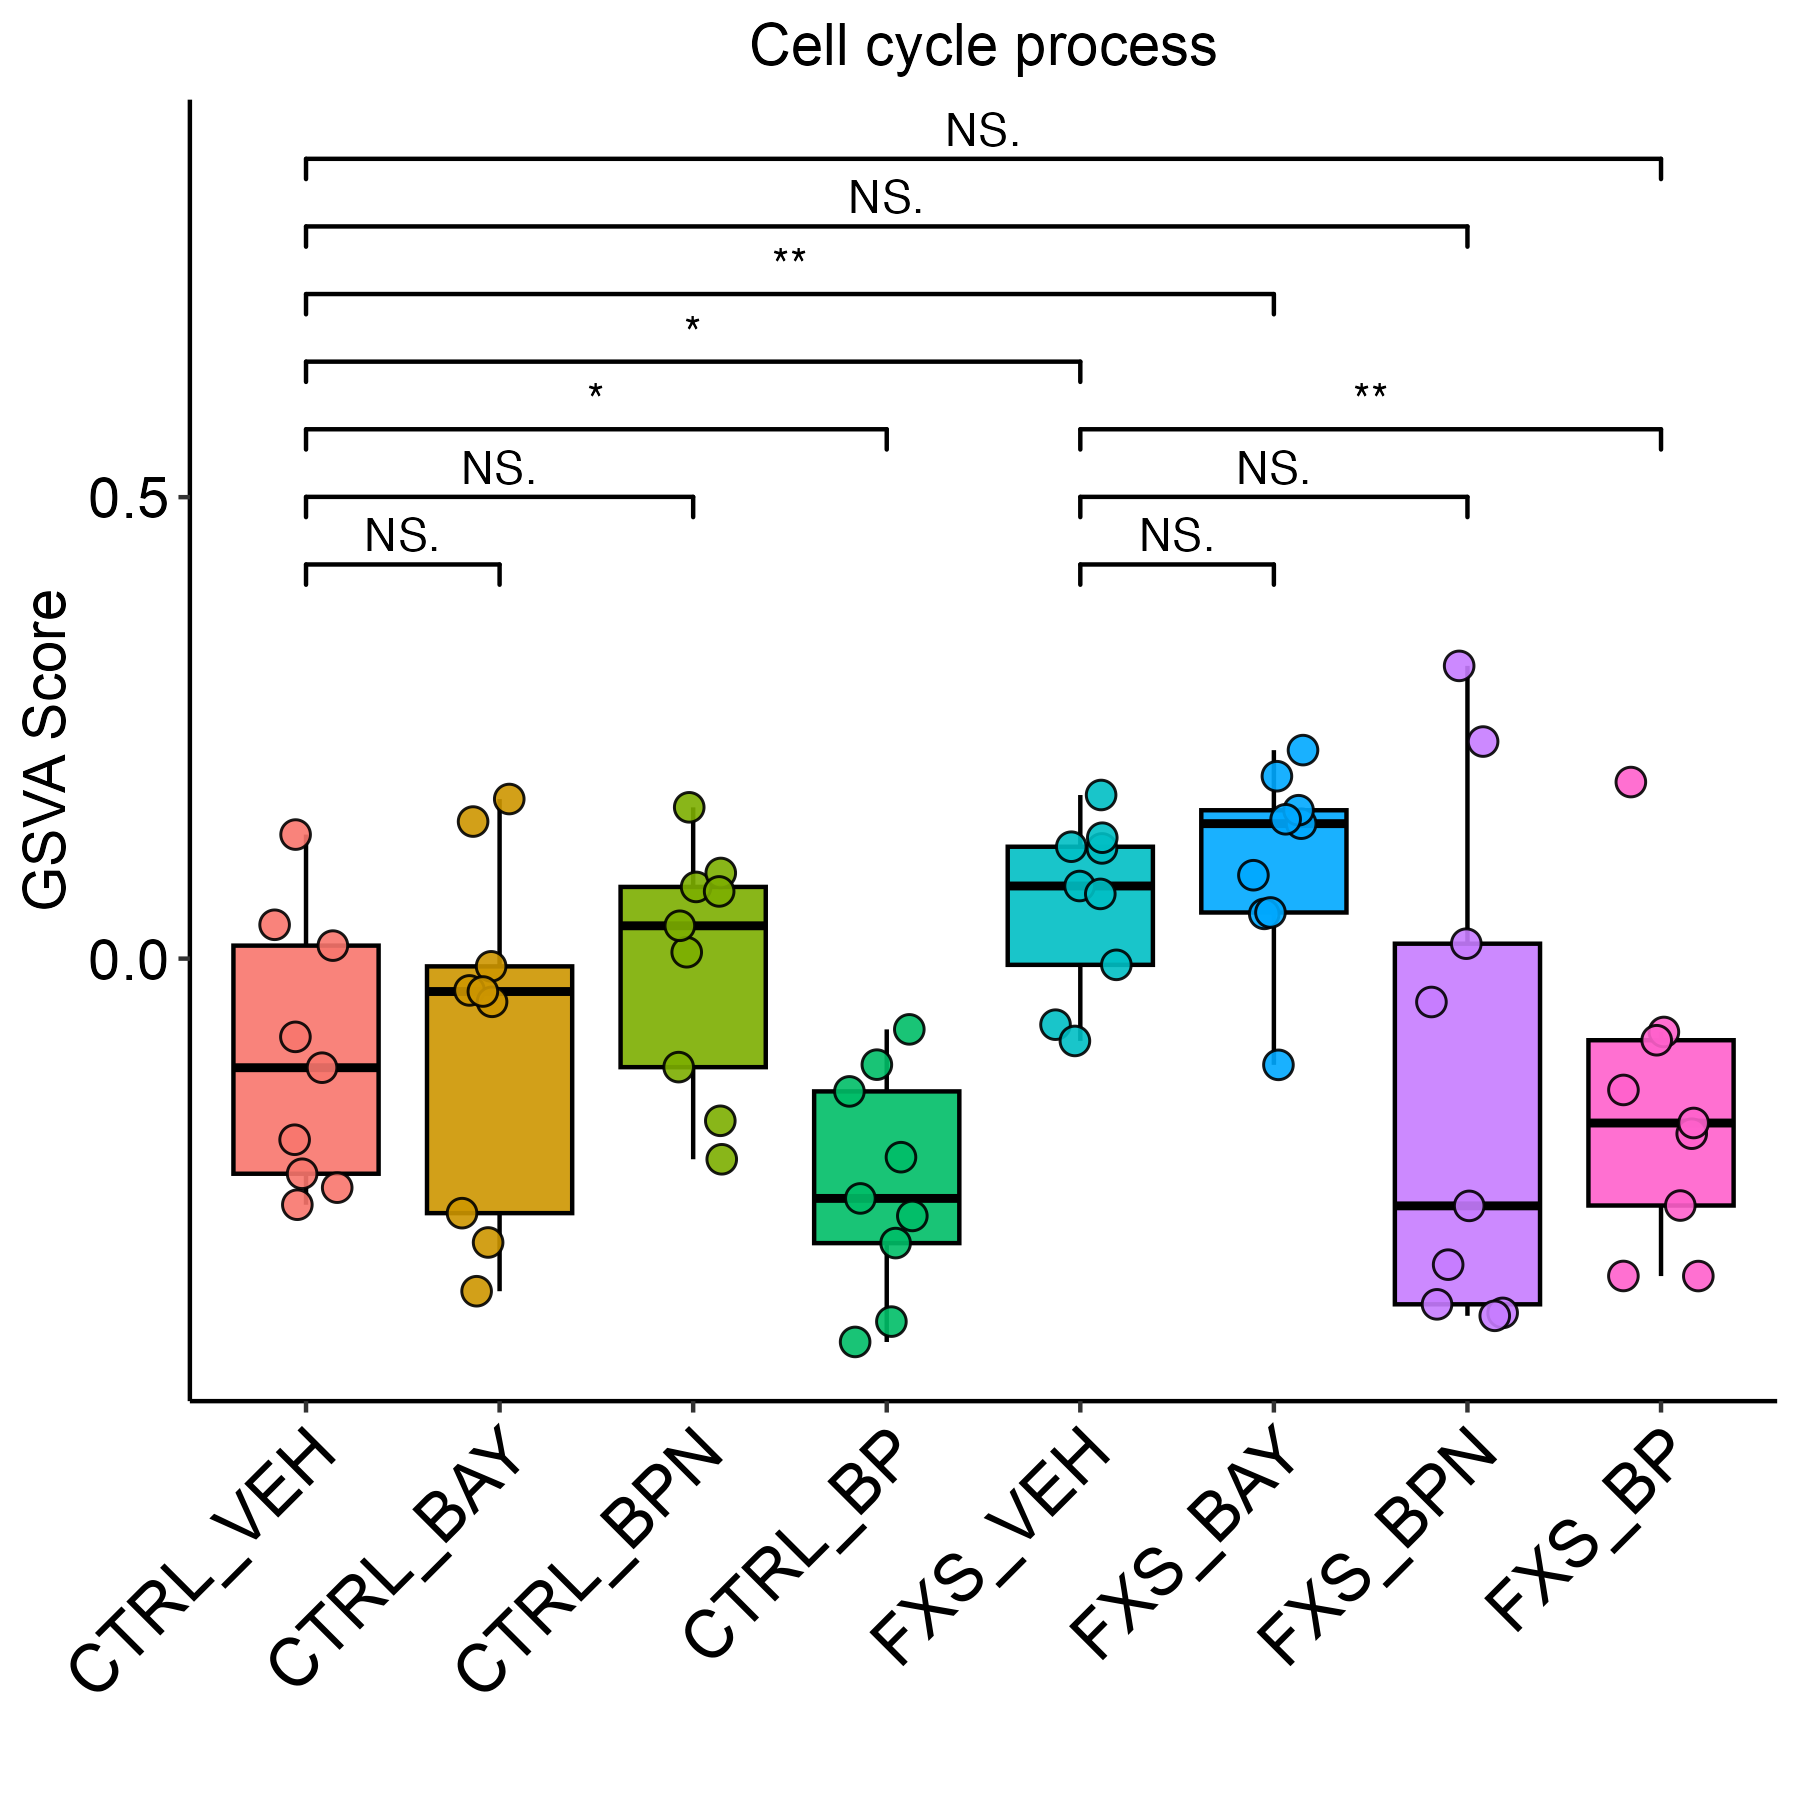 Cell cycle process
NS.
NS.
**
*
* **
NS. NS.
NS. NS.
0.5
0.0
GSVA Score
CTRL_VEH
CTRL_BAY
CTRL_BPN
CTRL_BP
FXS_VEH
FXS_BAY
FXS_BPN
FXS_BP